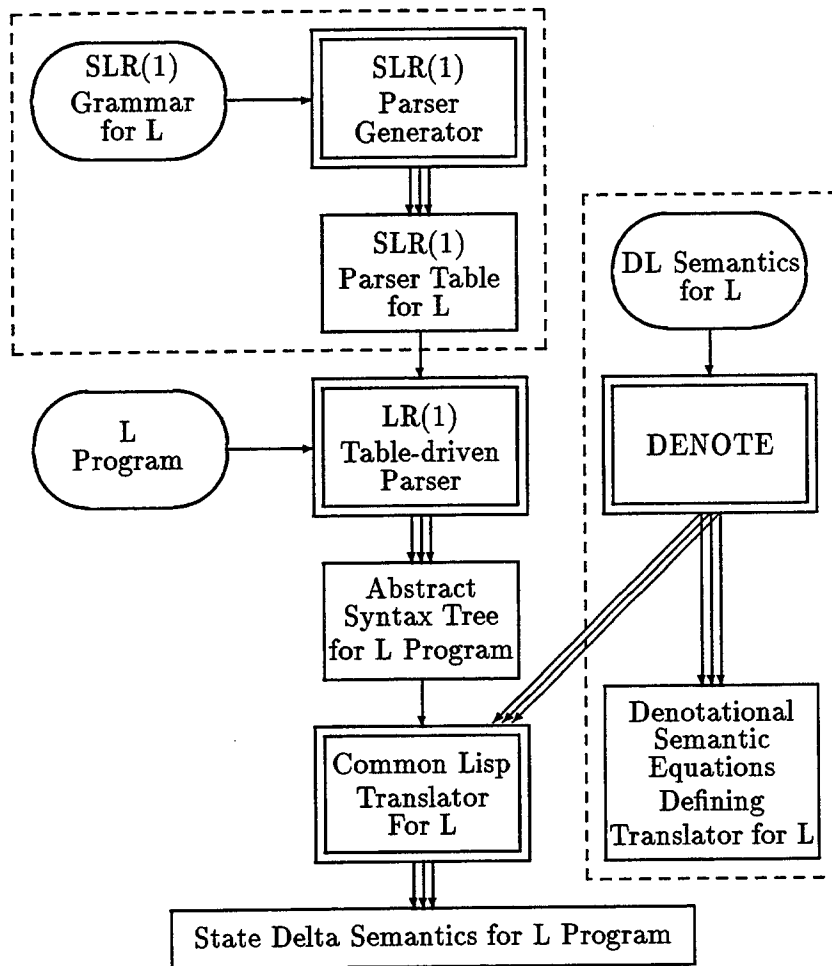 SLR(1)
Grammar
for L
SLR(1)
Parser
Generator
SLR(1)
Parser Table
for L
DL Semantics
for L
L
Program
LR(1)
Table-driven
Parser
DENOTE
Abstract
Syntax Tree
for L Program
Common Lisp
Translator
For L
Denotational
Semantic
Equations
Defining
Translator for L
State Delta Semantics for L Program